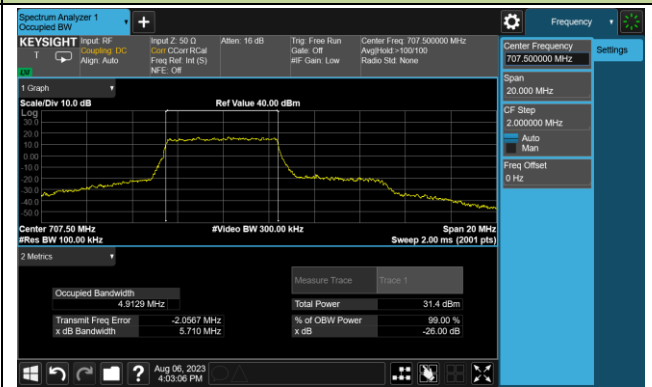 Spectrum Analyzer 1
Occupied BW
+
Frequency
KEYSIGHT
T
LW
Input: RF
Coupling: DC
Align: Auto
Input Z: 50 Ω
Corr CCorr RCal
Freq Ref: Int (S)
NFE: Off
Atten: 16 dB
Trig: Free Run
Gate: Off
#IF Gain: Low
Center Freq: 707.500000 MHz
Avg|Hold:>100/100
Radio Std: None
Center Frequency
707.500000 MHz
Settings
Span
20.000 MHz
CF Step
2.000000 MHz
Auto
Man
Freq Offset
0 Hz
1 Graph
Scale/Div 10.0 dB
Ref Value 40.00 dBm
Log
30.0
20.0
10.0
0.00
-10.0
-20.0
-30.0
-40.0
-50.0
Center 707.50 MHz
#Video BW 300.00 kHz
Span 20 MHz
#Res BW 100.00 kHz
Sweep 2.00 ms (2001 pts)
2 Metrics
Measure Trace
Trace 1
Occupied Bandwidth
4.9129 MHz
Total Power
31.4 dBm
Transmit Freq Error
-2.0567 MHz
% of OBW Power
99.00 %
x dB Bandwidth
5.710 MHz
x dB
-26.00 dB
?
Aug 06, 2023
4:03:06 PM